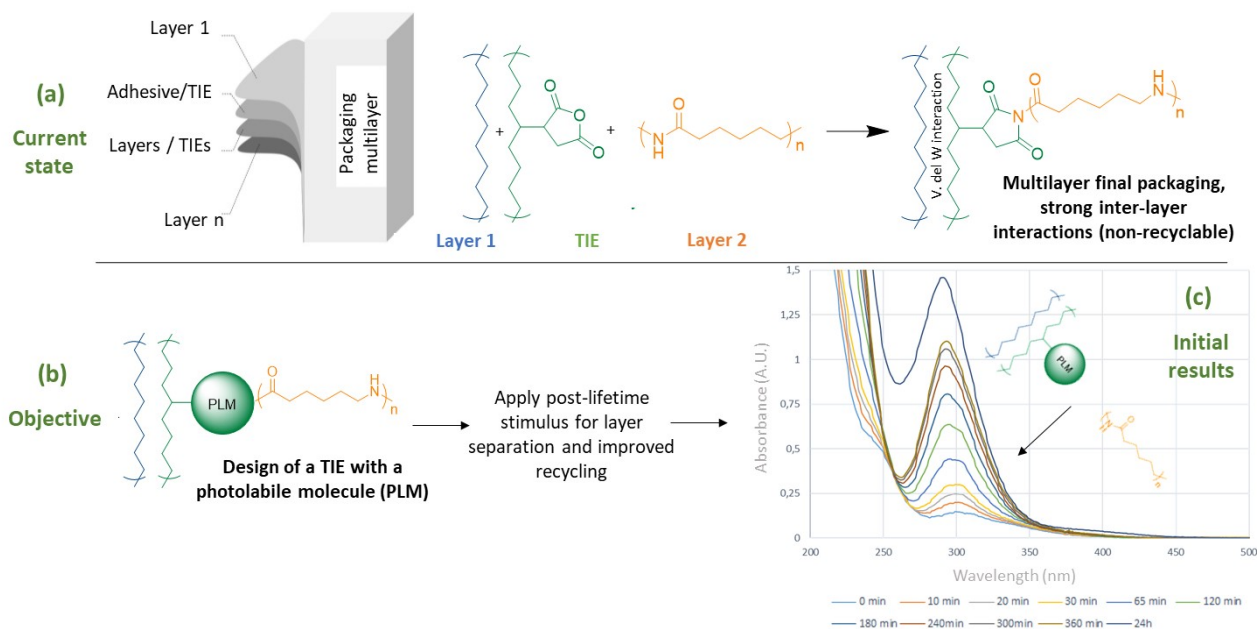 (a)
Current
state
Layer 1
Adhesive/TIE
Layers / TIEs
Layer n
Packaging
multilayer
+
O
O
O
+
O
N
H
n
Layer 1
TIE
Layer 2
V. del W interaction
O
N
O
O
H
N
n
Multilayer final packaging,
strong inter-layer
interactions (non-recyclable)
(b)
Objective
PLM
O
H
N
n
Design of a TIE with a
photolabile molecule (PLM)
Apply post-lifetime
stimulus for layer
separation and improved
recycling
(c)
Initial
results
Absorbance (A.U.)
1,5
1,25
1
0,75
0,5
0,25
0
200 250 300 350 400 450 500
Wavelength (nm)
PLM
O
n
0 min 10 min 20 min 30 min 65 min 120 min
180 min 240min 300min 360 min 24h